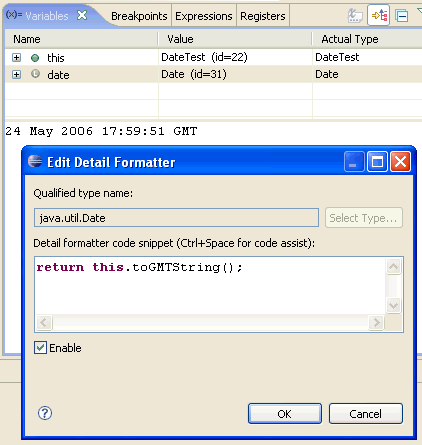 (x)= Variables Breakpoints Expressions Registers
Name Value Actual Type
this DateTest (id=22) DateTest
date Date (id=31) Date
24 May 2006 17:59:51 GMT
Edit Detail Formatter
Qualified type name:
java.util.Date Select Type...
Detail formatter code snippet (Ctrl+Space for code assist):
return this.toGMTString();
Enable
? OK Cancel